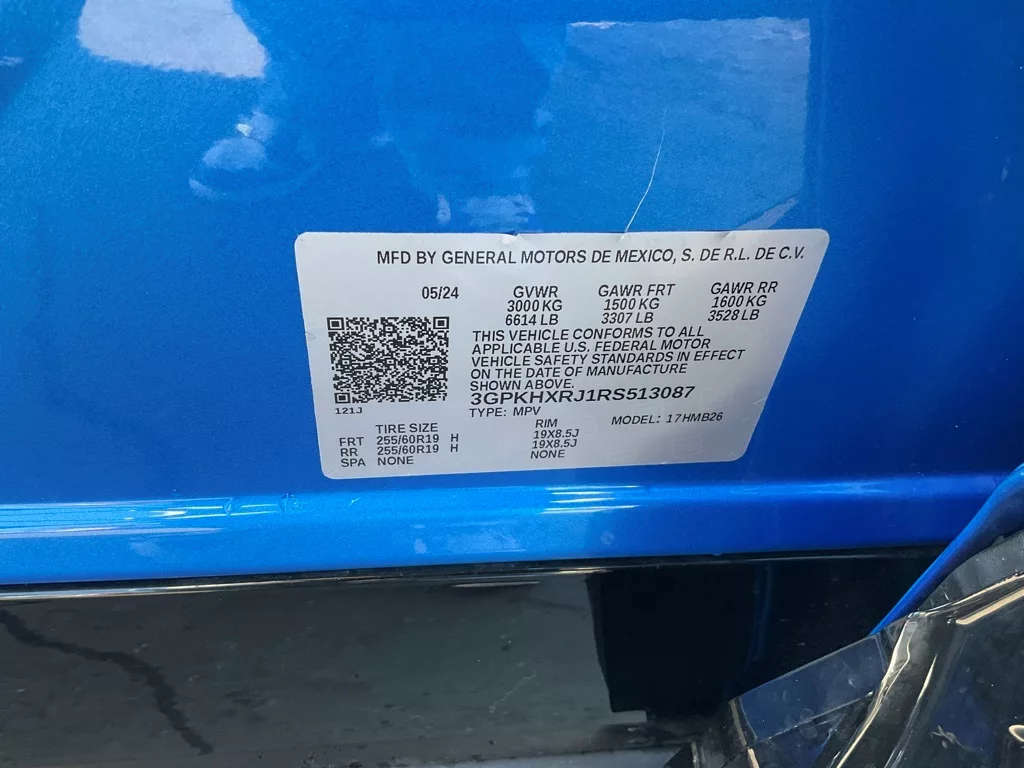 MFD BY GENERAL MOTORS DE MEXICO, S. DE R.L. DE C.V.
05/24 GVWR GAWR FRT GAWR RR
3000 KG 1500 KG 1600 KG
6614 LB 3307 LB 3528 LB
THIS VEHICLE CONFORMS TO ALL
APPLICABLE U.S. FEDERAL MOTOR
VEHICLE SAFETY STANDARDS IN EFFECT
ON THE DATE OF MANUFACTURE
SHOWN ABOVE.
3GPKHXRJ1RS513087
121J TYPE: MPV MODEL: 17HMB26
TIRE SIZE RIM
FRT 255/60R19 H 19X8.5J
RR 255/60R19 H 19X8.5J
SPA NONE NONE